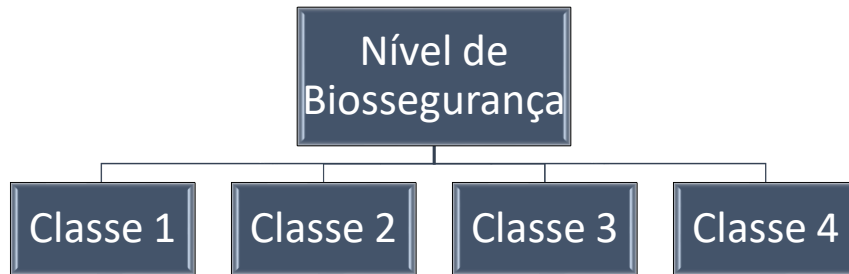 Nível de
Biossegurança
Classe 1
Classe 2
Classe 3
Classe 4